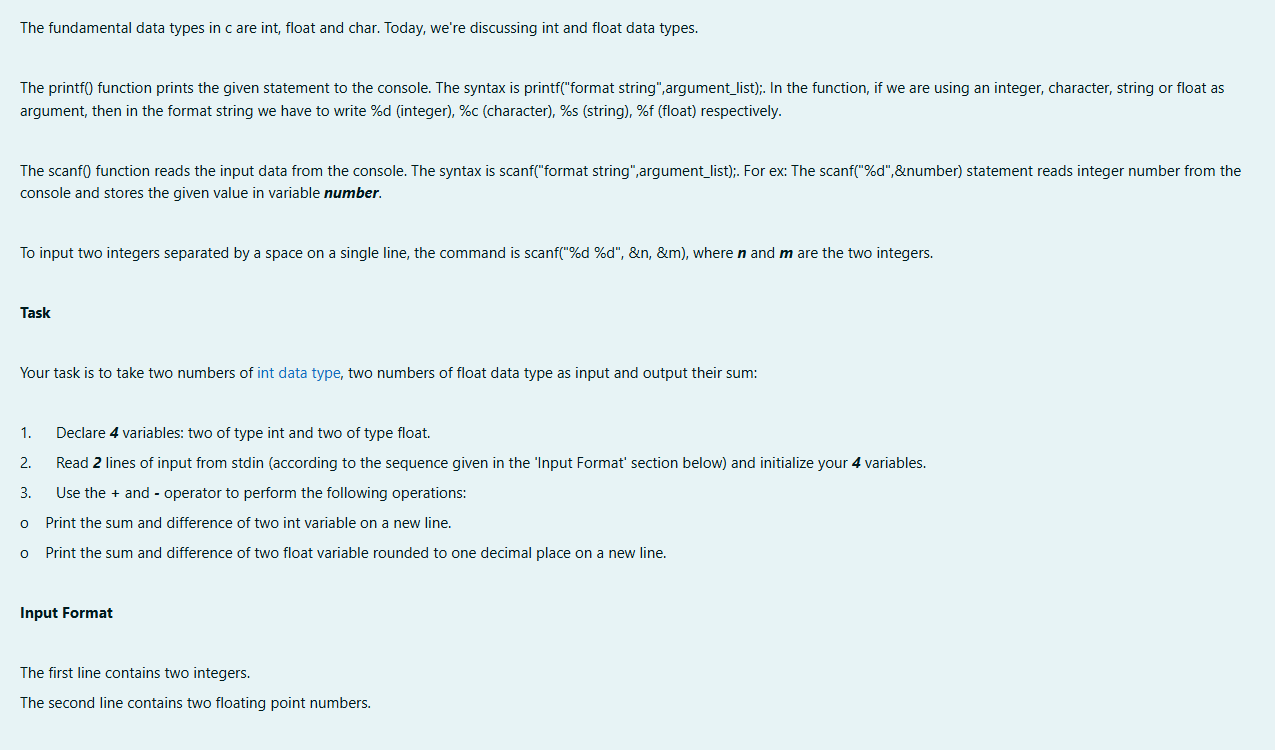 The fundamental data types in c are int, float and char. Today, we're discussing int and float data types.
The printf() function prints the given statement to the console. The syntax is printf("format string",argument_list);. In the function, if we are using an integer, character, string or float as
argument, then in the format string we have to write %d (integer), %c (character), %s (string), %f (float) respectively.
The scanf() function reads the input data from the console. The syntax is scanf("format string",argument_list);. For ex: The scanf("%d",&number) statement reads integer number from the
console and stores the given value in variable number.
To input two integers separated by a space on a single line, the command is scanf("%d %d", &n, &m), where n and m are the two integers.
Task
Your task is to take two numbers of int data type, two numbers of float data type as input and output their sum:
1. Declare 4 variables: two of type int and two of type float.
2. Read 2 lines of input from stdin (according to the sequence given in the 'Input Format' section below) and initialize your 4 variables.
3. Use the + and - operator to perform the following operations:
o Print the sum and difference of two int variable on a new line.
o Print the sum and difference of two float variable rounded to one decimal place on a new line.
Input Format
The first line contains two integers.
The second line contains two floating point numbers.